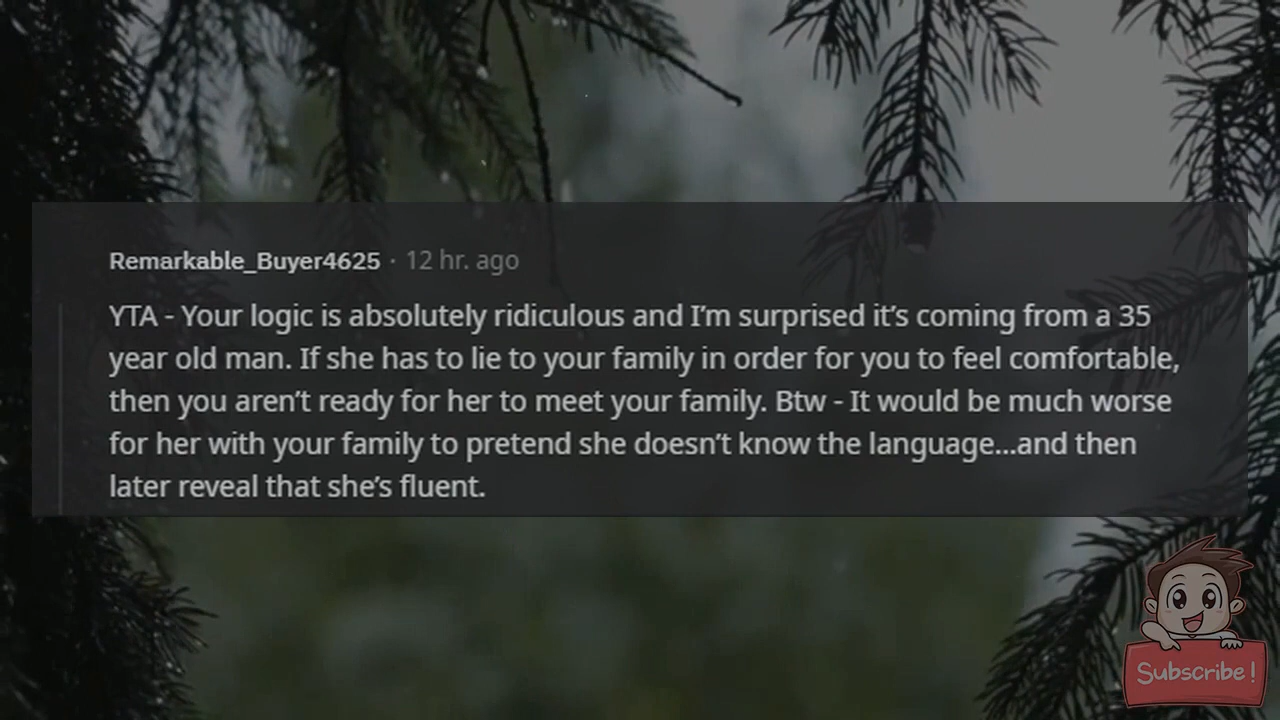 Remarkable_Buyer4625 · 12 hr. ago
YTA - Your logic is absolutely ridiculous and I'm surprised it's coming from a 35
year old man. If she has to lie to your family in order for you to feel comfortable,
then you aren't ready for her to meet your family. Btw - It would be much worse
for her with your family to pretend she doesn't know the language...and then
later reveal that she's fluent.
Subscribe!